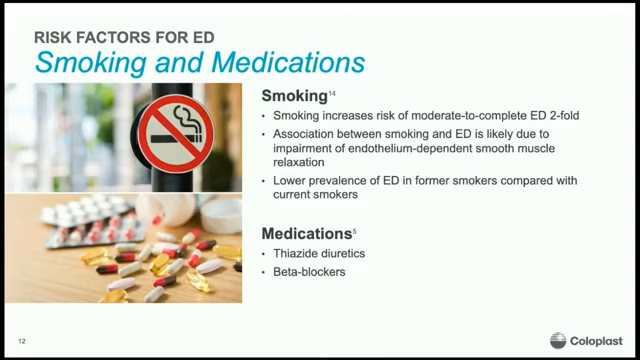 RISK FACTORS FOR ED
Smoking and Medications
Smoking14
• Smoking increases risk of moderate-to-complete ED 2-fold
• Association between smoking and ED is likely due to
impairment of endothelium-dependent smooth muscle
relaxation
• Lower prevalence of ED in former smokers compared with
current smokers
Medications5
• Thiazide diuretics
• Beta-blockers
12
Coloplast